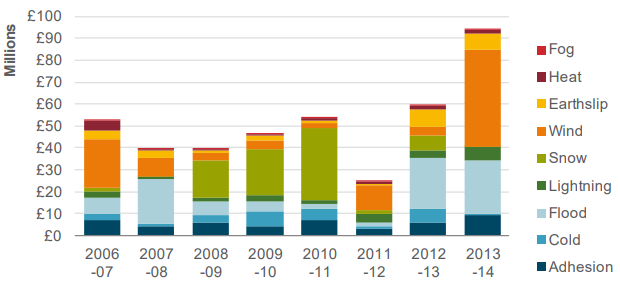 Millions
£100
£90
£80
£70
£60
£50
£40
£30
£20
£10
£0
2006 2007 2008 2009 2010 2011 2012 2013
-07 -08 -09 -10 -11 -12 -13 -14
Fog
Heat
Earthslip
Wind
Snow
Lightning
Flood
Cold
Adhesion